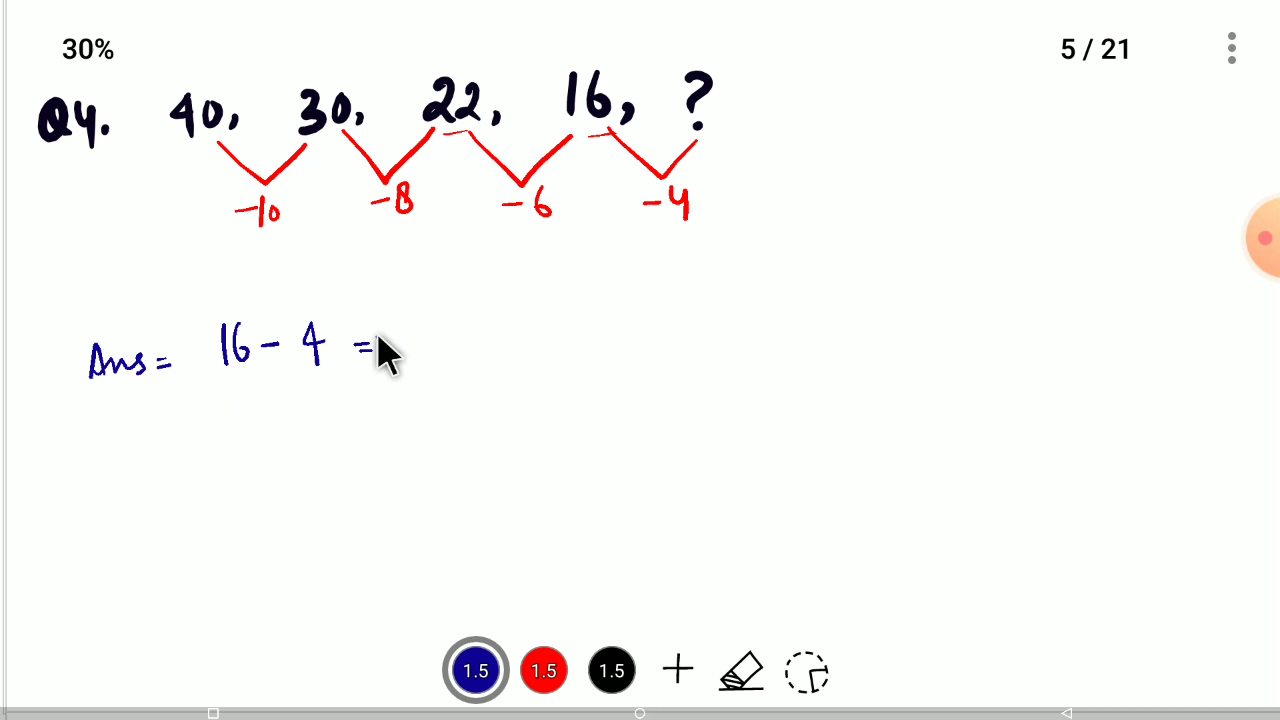 30%
5 / 21
Q4. 40, 30, 22, 16, ?
-10 -8 -6 -4
Ans = 16 - 4 =
1.5 1.5 1.5